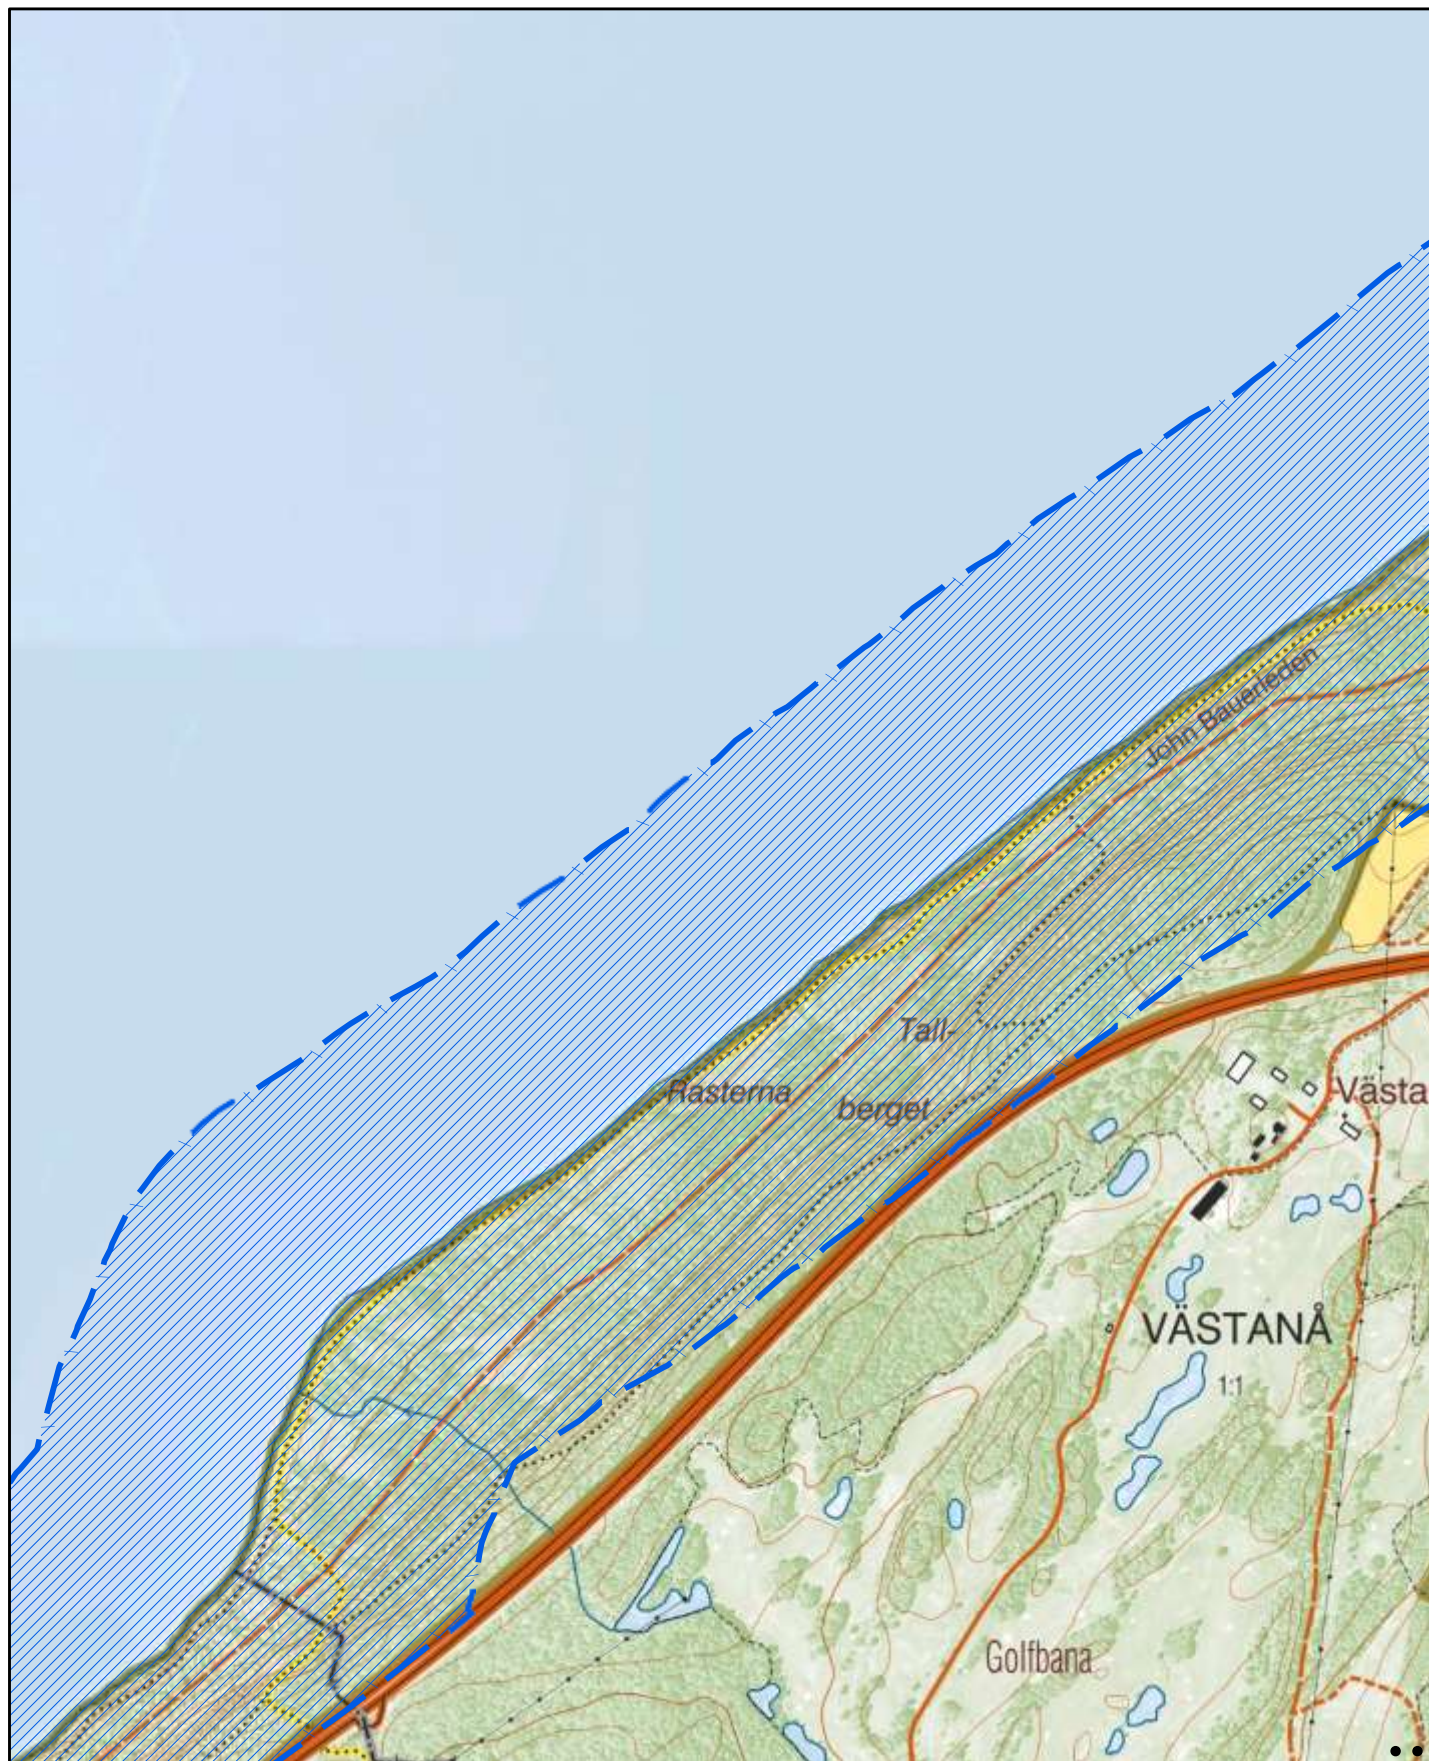 John Bauerleden
Tall-
Rasterna
berget
Västa
VÄSTANÅ
1:1
Golfbana